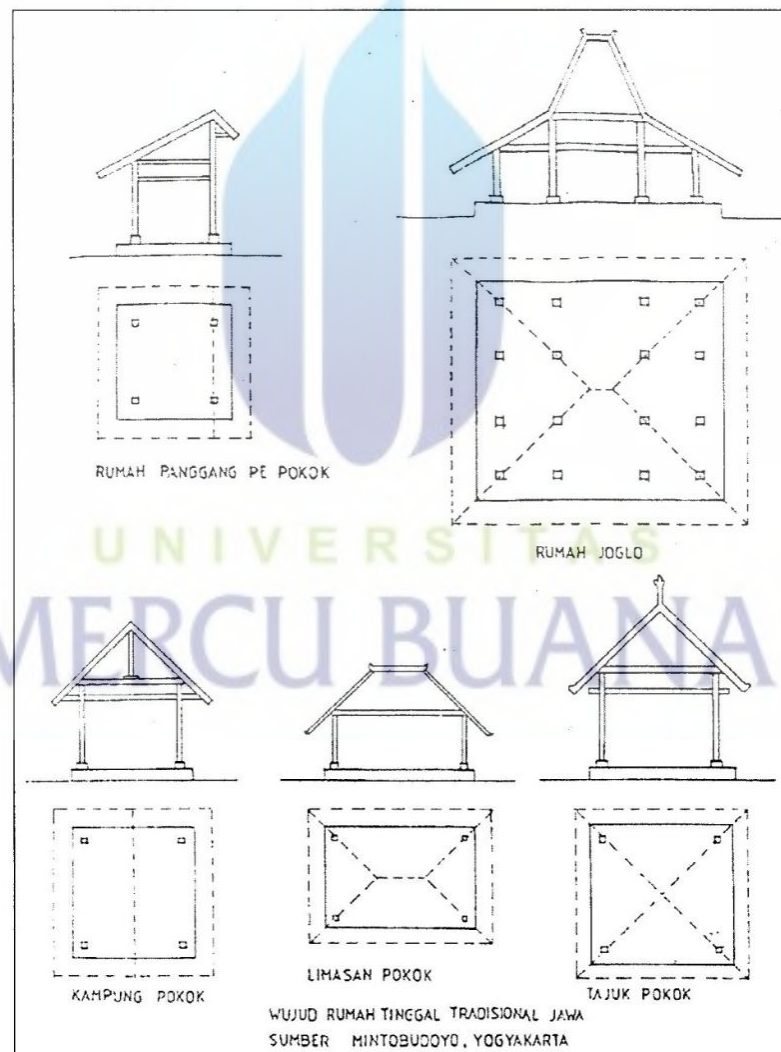 RUMAH PANGGANG PE POKOK
RUMAH JOGLO
UNIVERSITAS
MERCU BUANA
KAMPUNG POKOK
LIMASAN POKOK
TAJUK POKOK
WUJUD RUMAH TINGGAL TRADISIONAL JAWA
SUMBER MINTOBUDOYO, YOGYAKARTA